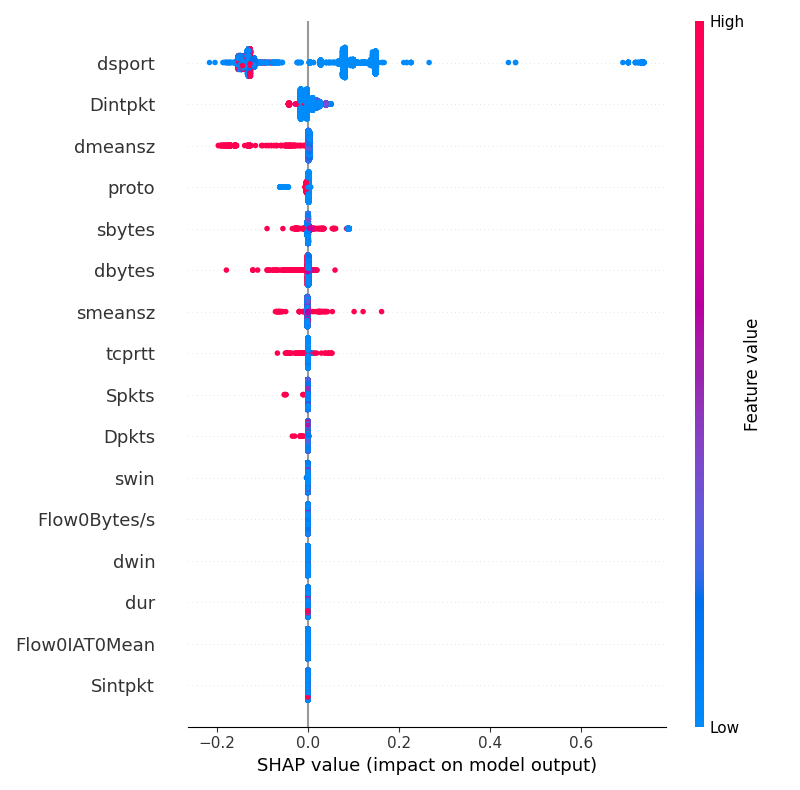 High
dsport
Dintpkt
dmeansz
proto
sbytes
dbytes
smeansz
tcprtt
Spkts
Dpkts
swin
Flow0Bytes/s
dwin
dur
Flow0IAT0Mean
Sintpkt
Feature value
Low
−0.2 0.0 0.2 0.4 0.6
SHAP value (impact on model output)